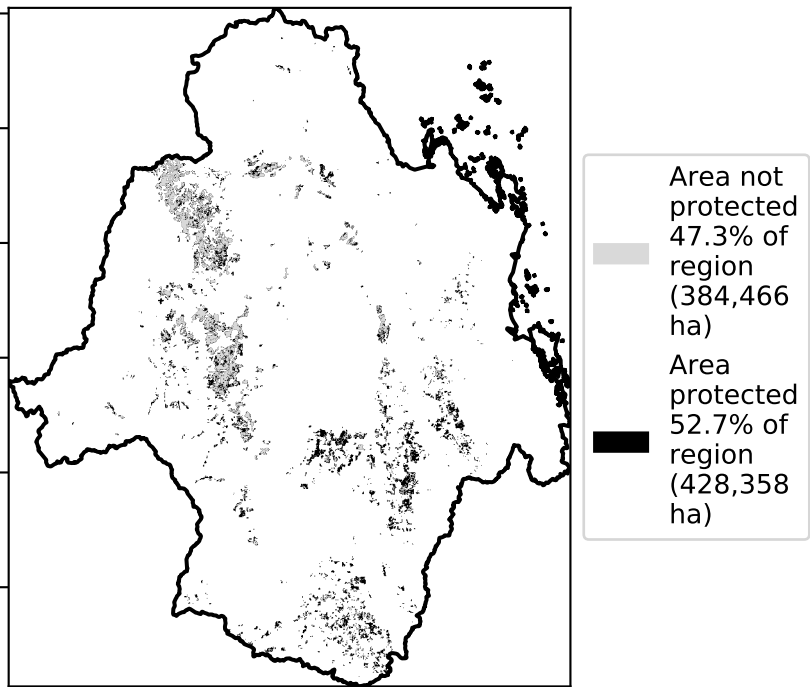 Area not
protected
47.3% of
region
(384,466
ha)
Area
protected
52.7% of
region
(428,358
ha)